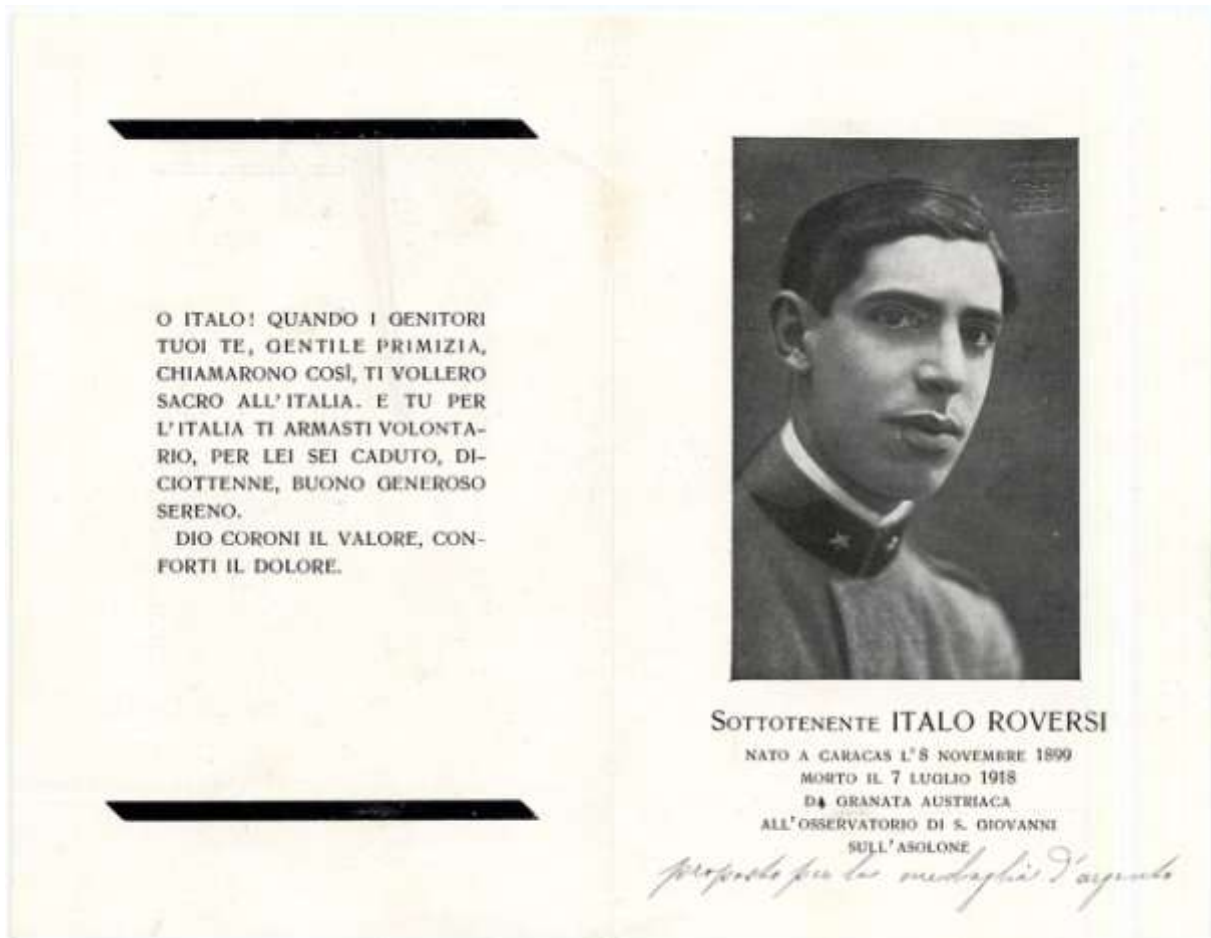 O ITALO! QUANDO I GENITORI
TUOI TE, GENTILE PRIMIZIA,
CHIAMARONO COSÌ, TI VOLLERO
SACRO ALL'ITALIA. E TU PER
L'ITALIA TI ARMASTI VOLONTA-
RIO, PER LEI SEI CADUTO, DI-
CIOTTENNE, BUONO GENEROSO
SERENO.
DIO CORONI IL VALORE, CON-
FORTI IL DOLORE.
SOTTOTENENTE ITALO ROVERSI
NATO A CARACAS L'8 NOVEMBRE 1899
MORTO IL 7 LUGLIO 1918
DA GRANATA AUSTRIACA
ALL'OSSERVATORIO DI S. GIOVANNI
SULL'ASOLONE
proposto per la medaglia d'argento